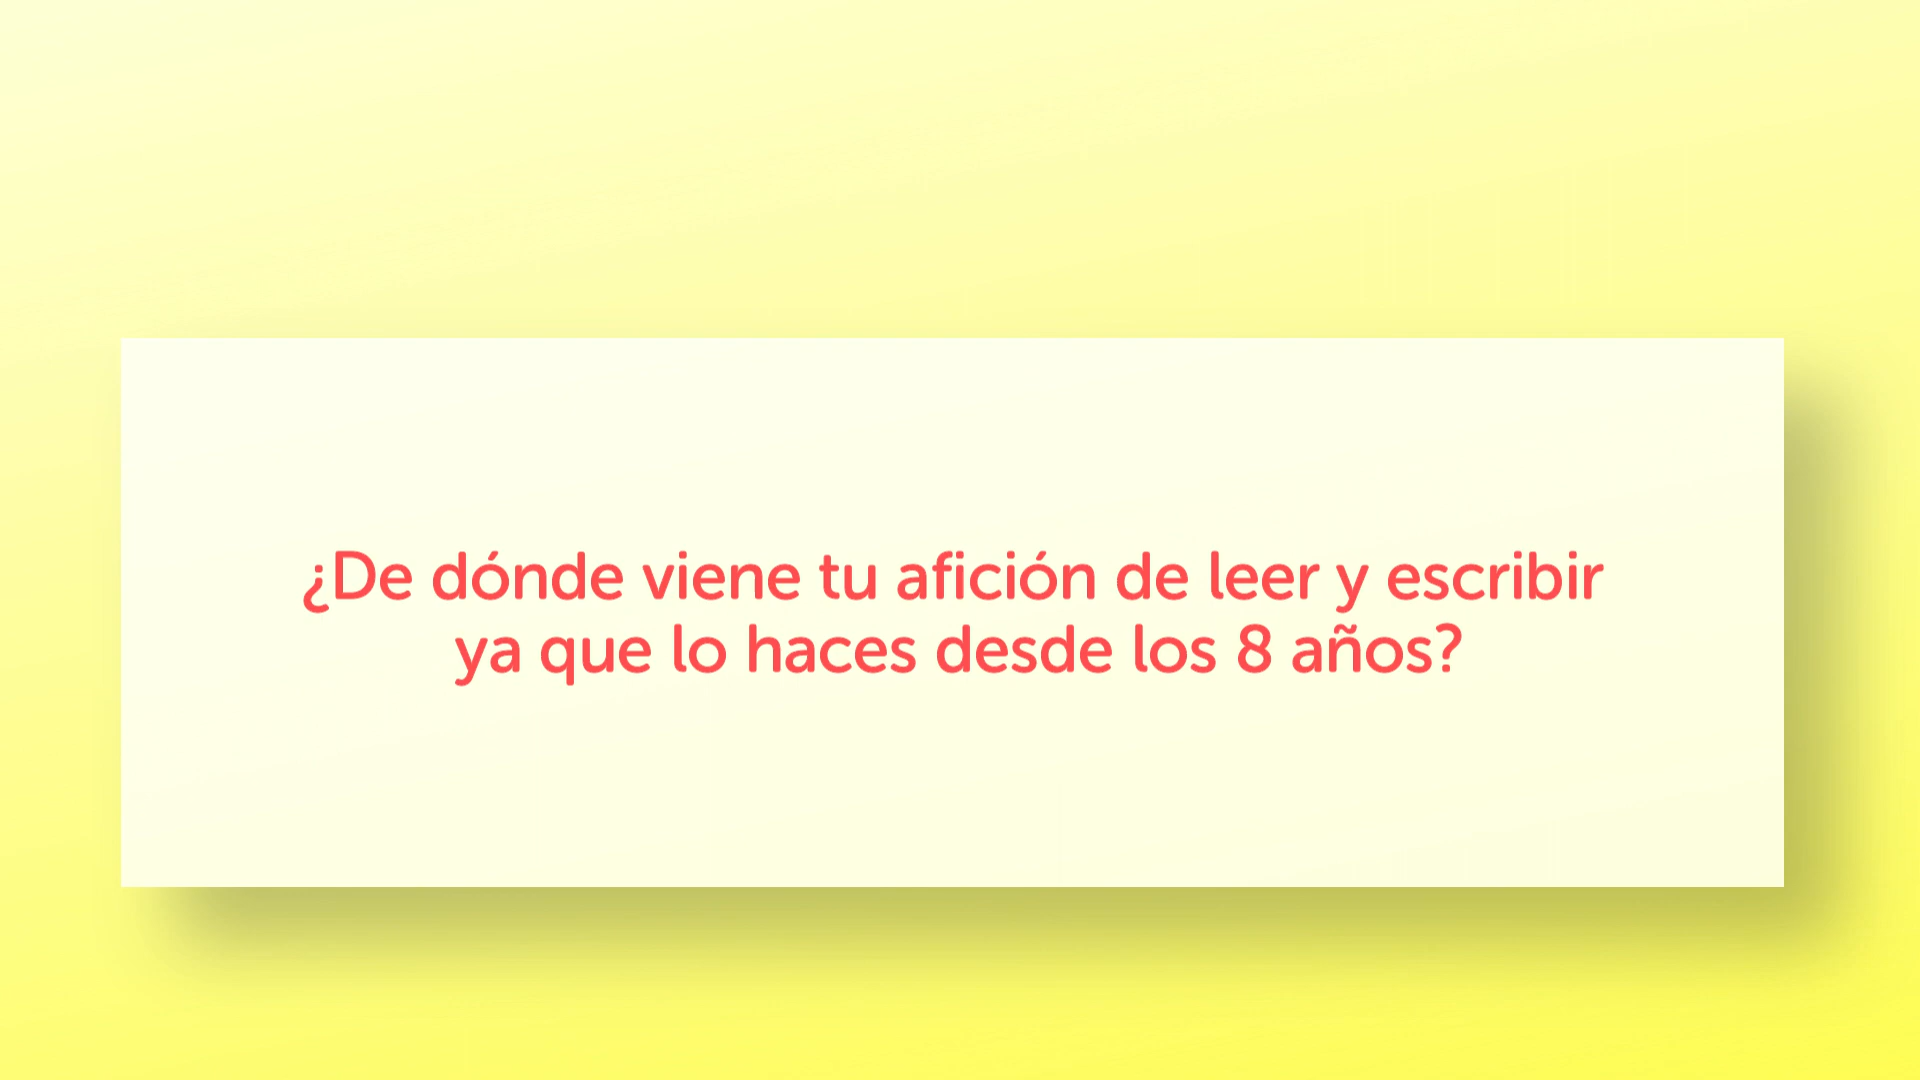 ¿De dónde viene tu afición de leer y escribir
ya que lo haces desde los 8 años?